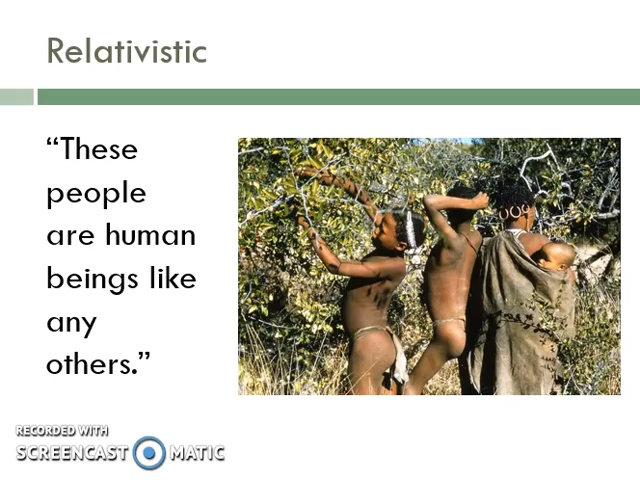 Relativistic
“These
people
are human
beings like
any
others.”
RECORDED WITH
SCREENCAST MATIC